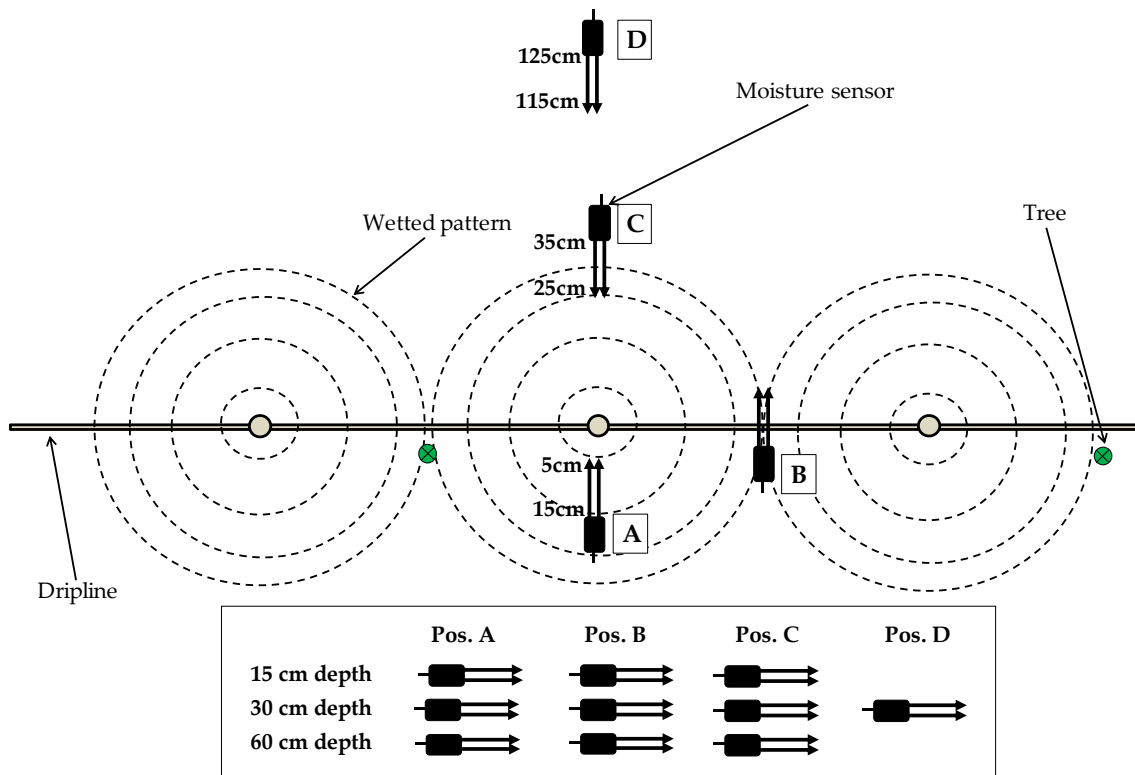 D
125cm
115cm
Moisture sensor
C
Wetted pattern
35cm
Tree
25cm
5cm
B
15cm
A
Dripline
Pos. A Pos. B Pos. C Pos. D
15 cm depth
30 cm depth
60 cm depth